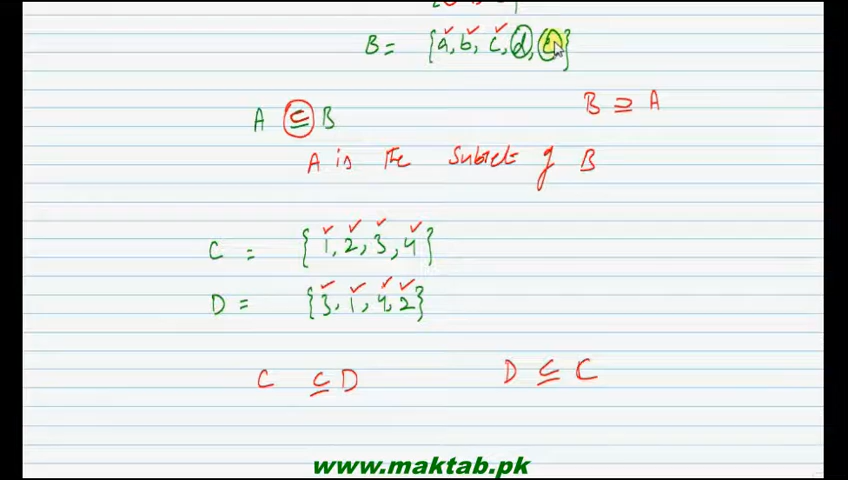 B = {a, b, c, d, e}
A ⊆ B B ⊇ A
A is the subset of B
C = {1, 2, 3, 4}
D = {3, 1, 4, 2}
C ⊆ D D ⊆ C
www.maktab.pk